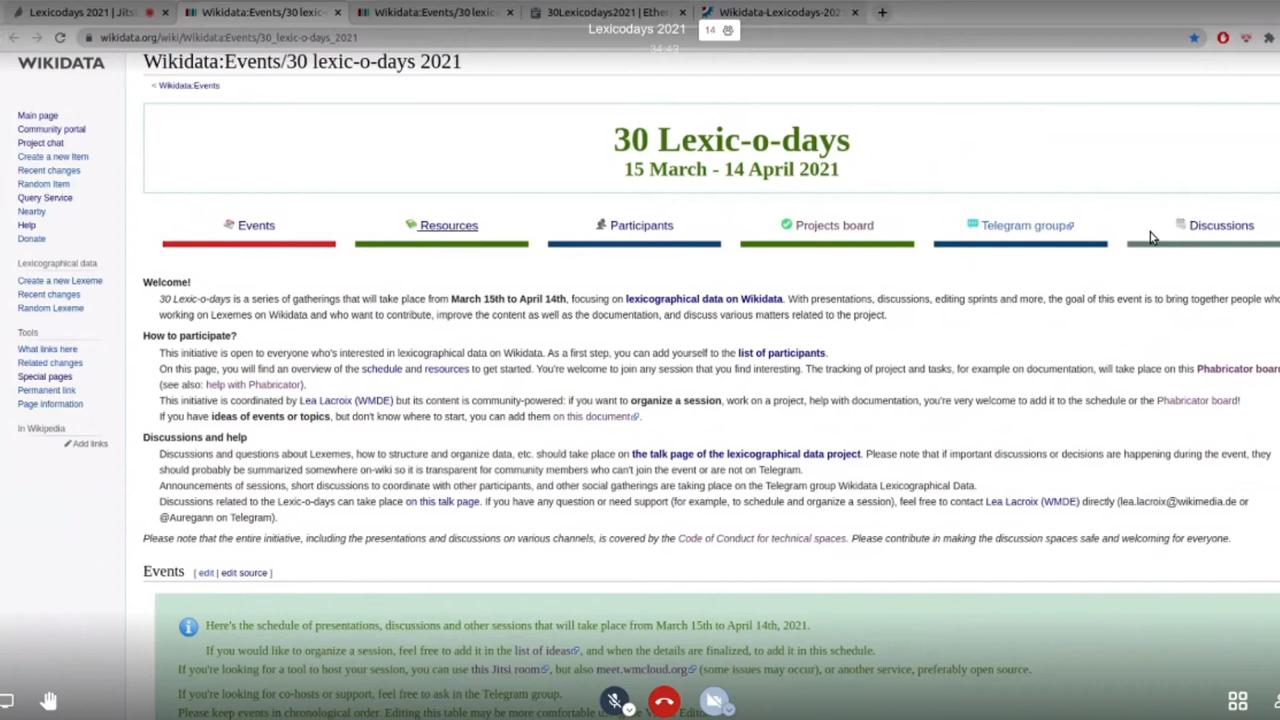 Lexicodays 2021 | Jits
Wikidata:Events/30 lexic-
Wikidata:Events/30 lexic-
30Lexicodays2021 | Ether
Wikidata-Lexicodays-202
Lexicodays 2021
14
34:43
wikidata.org/wiki/Wikidata:Events/30_lexic-o-days_2021
WIKIDATA
Main page
Community portal
Project chat
Create a new Item
Recent changes
Random Item
Query Service
Nearby
Help
Donate
Lexicographical data
Create a new Lexeme
Recent changes
Random Lexeme
Tools
What links here
Related changes
Special pages
Permanent link
Page information
In Wikipedia
Add links
Wikidata:Events/30 lexic-o-days 2021
< Wikidata:Events
30 Lexic-o-days
15 March - 14 April 2021
Events
Resources
Participants
Projects board
Telegram group
Discussions
Welcome!
30 Lexic-o-days is a series of gatherings that will take place from March 15th to April 14th, focusing on lexicographical data on Wikidata. With presentations, discussions, editing sprints and more, the goal of this event is to bring together people who
working on Lexemes on Wikidata and who want to contribute, improve the content as well as the documentation, and discuss various matters related to the project.
How to participate?
This initiative is open to everyone who's interested in lexicographical data on Wikidata. As a first step, you can add yourself to the list of participants.
On this page, you will find an overview of the schedule and resources to get started. You're welcome to join any session that you find interesting. The tracking of project and tasks, for example on documentation, will take place on this Phabricator board
(see also: help with Phabricator).
This initiative is coordinated by Lea Lacroix (WMDE) but its content is community-powered: if you want to organize a session, work on a project, help with documentation, you're very welcome to add it to the schedule or the Phabricator board!
If you have ideas of events or topics, but don't know where to start, you can add them on this document.
Discussions and help
Discussions and questions about Lexemes, how to structure and organize data, etc. should take place on the talk page of the lexicographical data project. Please note that if important discussions or decisions are happening during the event, they
should probably be summarized somewhere on-wiki so it is transparent for community members who can't join the event or are not on Telegram.
Announcements of sessions, short discussions to coordinate with other participants, and other social gatherings are taking place on the Telegram group Wikidata Lexicographical Data.
Discussions related to the Lexic-o-days can take place on this talk page. if you have any question or need support (for example, to schedule and organize a session), feel free to contact Lea Lacroix (WMDE) directly (lea.lacroix@wikimedia.de or
@Auregann on Telegram).
Please note that the entire initiative, including the presentations and discussions on various channels, is covered by the Code of Conduct for technical spaces. Please contribute in making the discussion spaces safe and welcoming for everyone.
Events [ edit | edit source ]
Here's the schedule of presentations, discussions and other sessions that will take place from March 15th to April 14th, 2021.
If you would like to organize a session, feel free to add it in the list of ideas, and when the details are finalized, to add it in this schedule.
If you're looking for a tool to host your session, you can use this Jitsi room, but also meet.wmcloud.org (some issues may occur), or another service, preferably open source.
If you're looking for co-hosts or support, feel free to ask in the Telegram group.
Please keep events in chronological order. Editing this table may be more comfortable